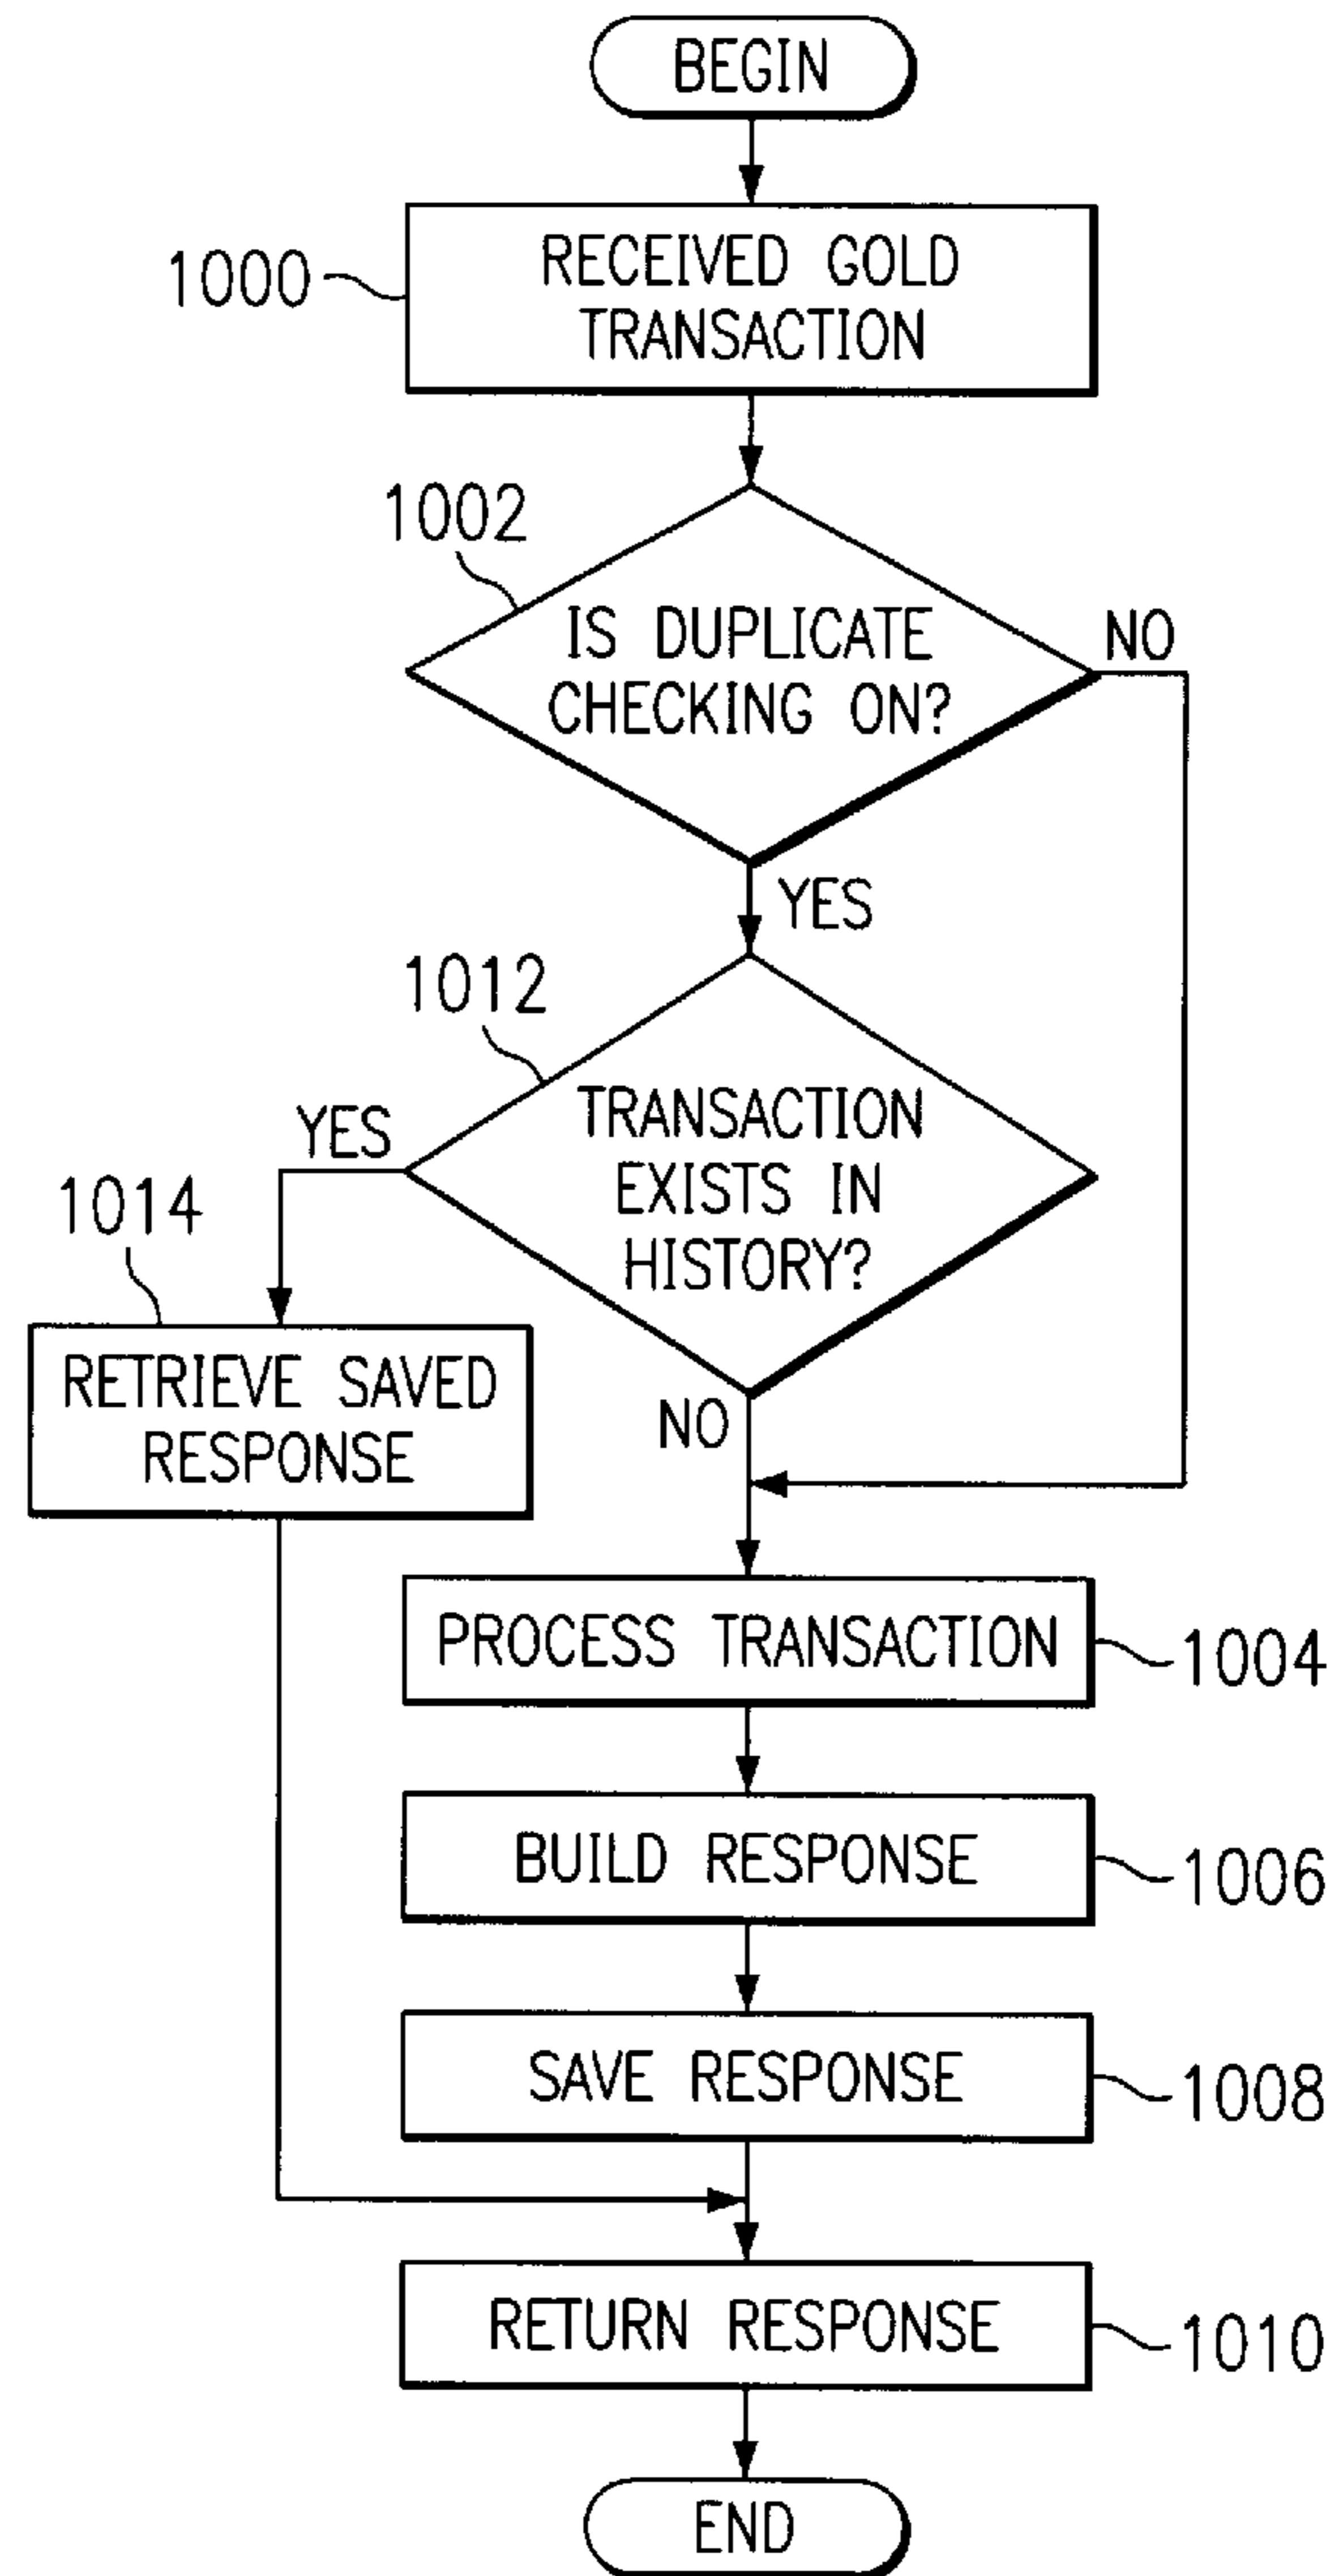 BEGIN
1000
RECEIVED GOLD
TRANSACTION
1002
IS DUPLICATE
CHECKING ON?
NO
YES
1012
TRANSACTION
EXISTS IN
HISTORY?
YES
1014
RETRIEVE SAVED
RESPONSE
NO
PROCESS TRANSACTION
1004
BUILD RESPONSE
1006
SAVE RESPONSE
1008
RETURN RESPONSE
1010
END